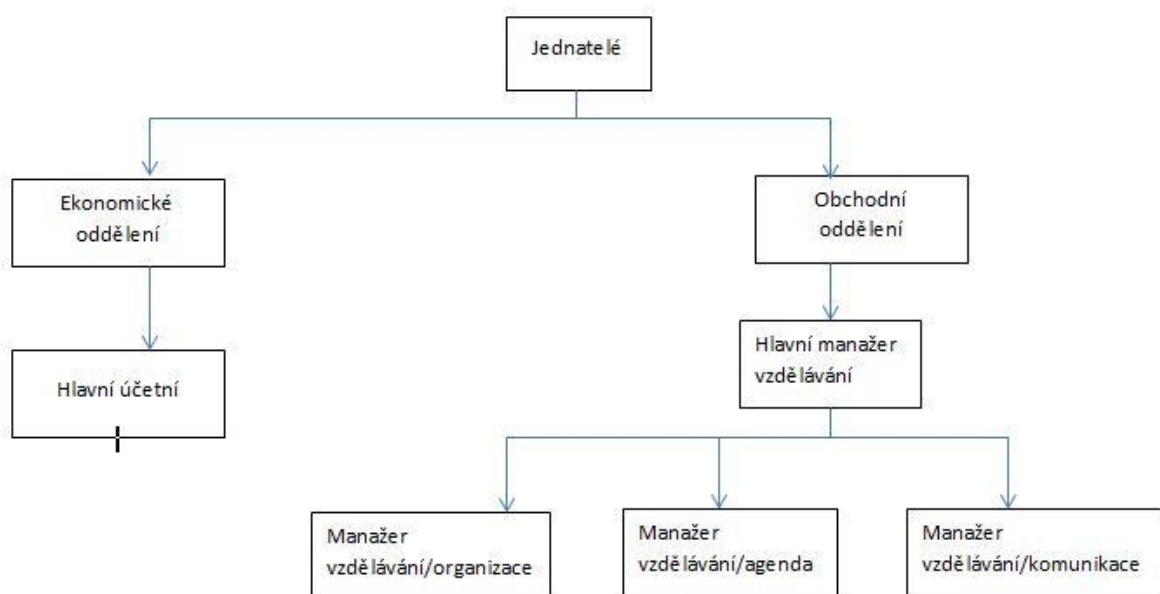 Jednatelé
Ekonomické
oddělení
Obchodní
oddělení
Hlavní účetní
Hlavní manažer
vzdělávání
Manažer
vzdělávání/organizace
Manažer
vzdělávání/agenda
Manažer
vzdělávání/komunikace